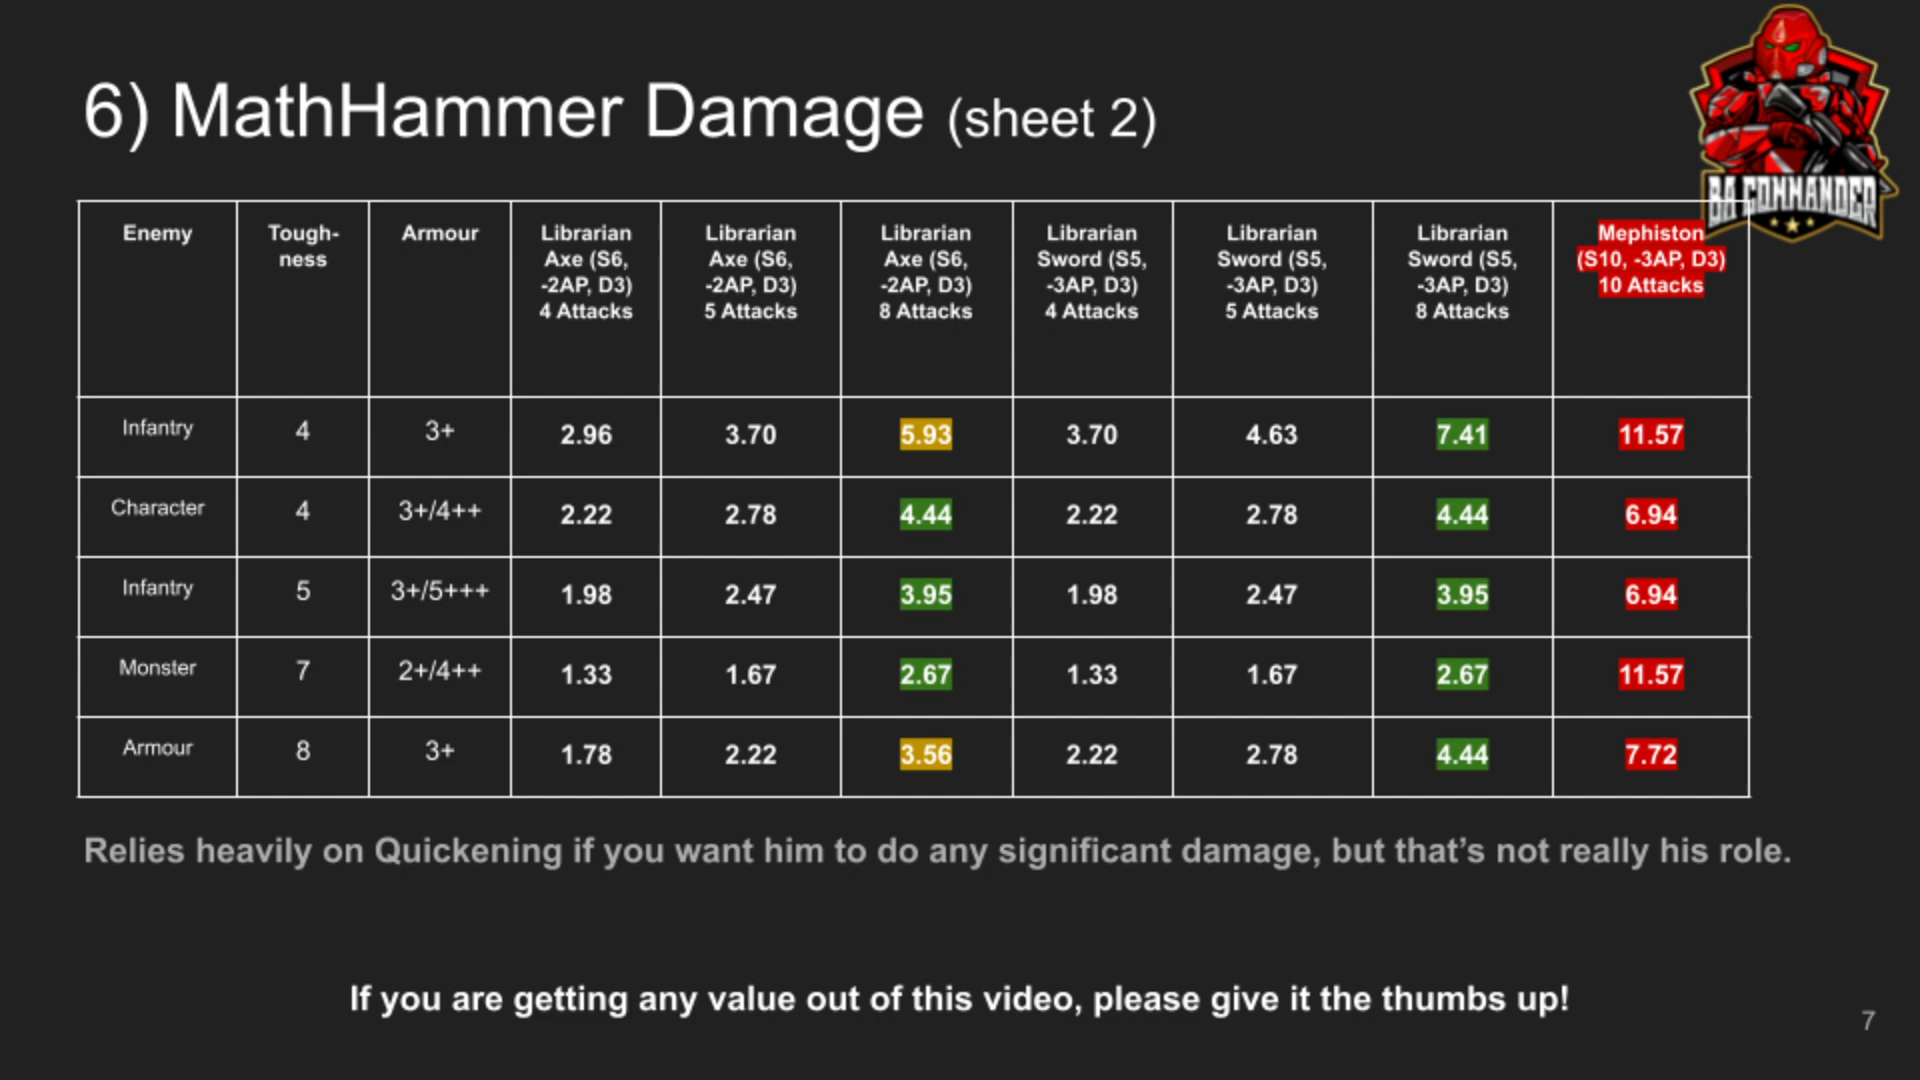 6) MathHammer Damage (sheet 2)
BA COMMANDER
Enemy Tough-ness Armour Librarian Axe (S6, -2AP, D3) 4 Attacks Librarian Axe (S6, -2AP, D3) 5 Attacks Librarian Axe (S6, -2AP, D3) 8 Attacks Librarian Sword (S5, -3AP, D3) 4 Attacks Librarian Sword (S5, -3AP, D3) 5 Attacks Librarian Sword (S5, -3AP, D3) 8 Attacks Mephiston (S10, -3AP, D3) 10 Attacks
Infantry 4 3+ 2.96 3.70 5.93 3.70 4.63 7.41 11.57
Character 4 3+/4++ 2.22 2.78 4.44 2.22 2.78 4.44 6.94
Infantry 5 3+/5+++ 1.98 2.47 3.95 1.98 2.47 3.95 6.94
Monster 7 2+/4++ 1.33 1.67 2.67 1.33 1.67 2.67 11.57
Armour 8 3+ 1.78 2.22 3.56 2.22 2.78 4.44 7.72
Relies heavily on Quickening if you want him to do any significant damage, but that’s not really his role.
If you are getting any value out of this video, please give it the thumbs up!
7